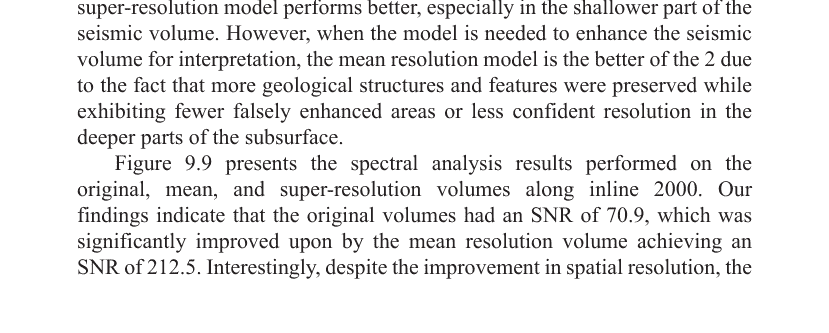 super-resolution model performs better, especially in the shallower part of the
seismic volume. However, when the model is needed to enhance the seismic
volume for interpretation, the mean resolution model is the better of the 2 due
to the fact that more geological structures and features were preserved while
exhibiting fewer falsely enhanced areas or less confident resolution in the
deeper parts of the subsurface.
Figure 9.9 presents the spectral analysis results performed on the
original, mean, and super-resolution volumes along inline 2000. Our
findings indicate that the original volumes had an SNR of 70.9, which was
significantly improved upon by the mean resolution volume achieving an
SNR of 212.5. Interestingly, despite the improvement in spatial resolution, the